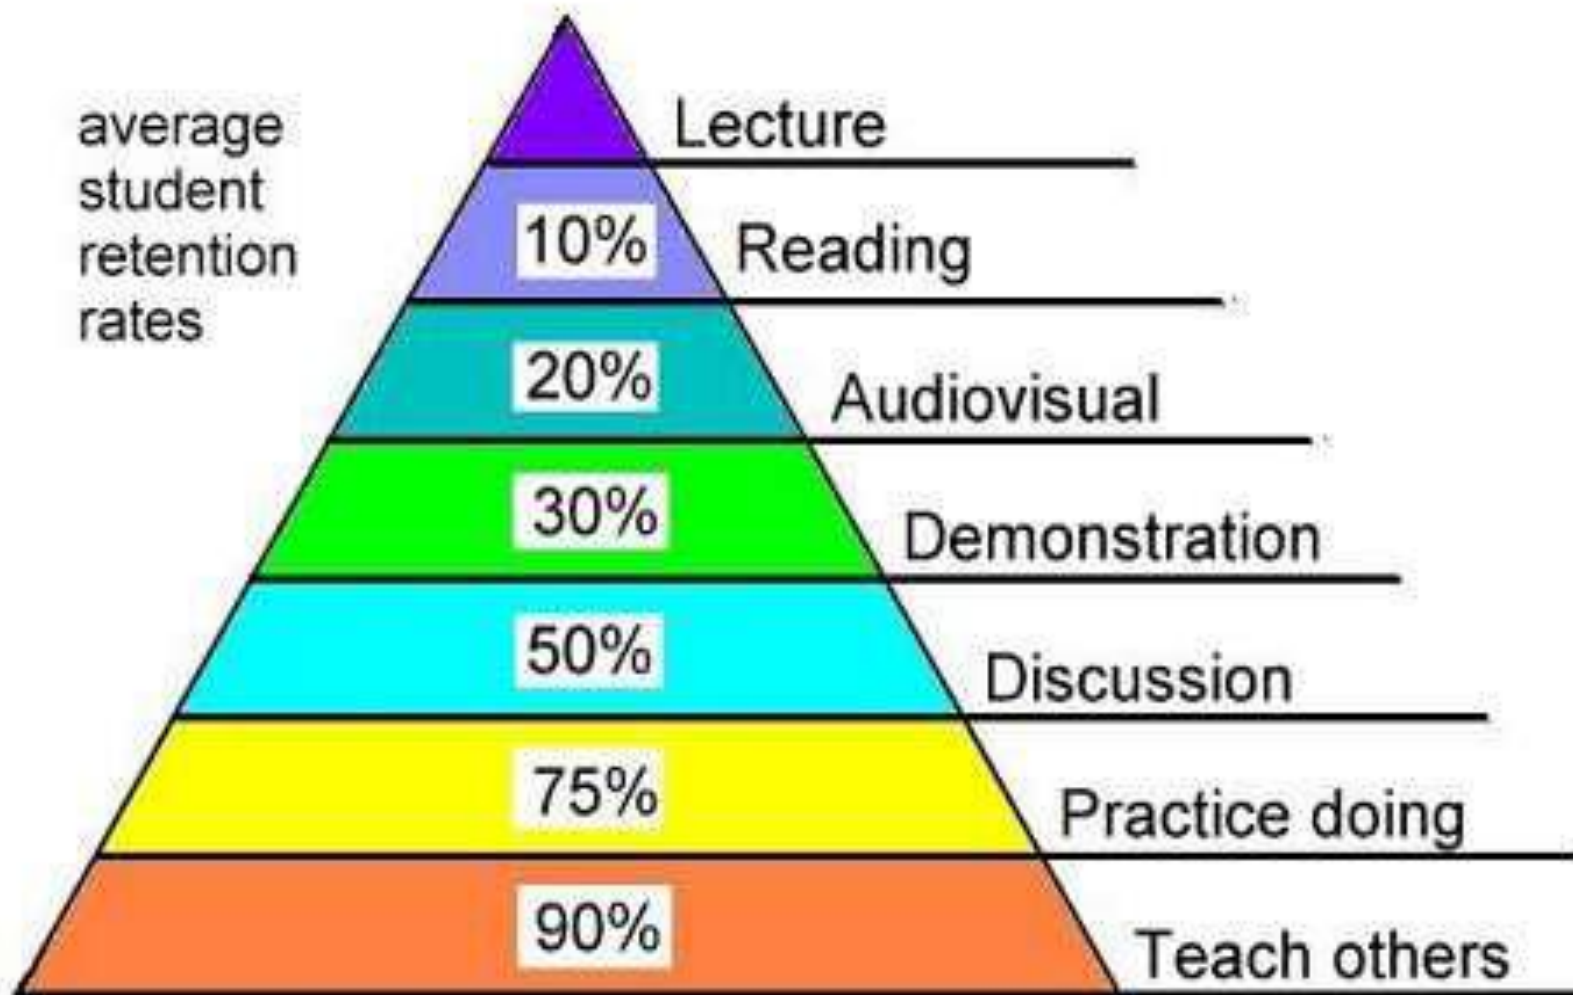 average
student
retention
rates
Lecture
10% Reading
20% Audiovisual
30% Demonstration
50% Discussion
75% Practice doing
90% Teach others